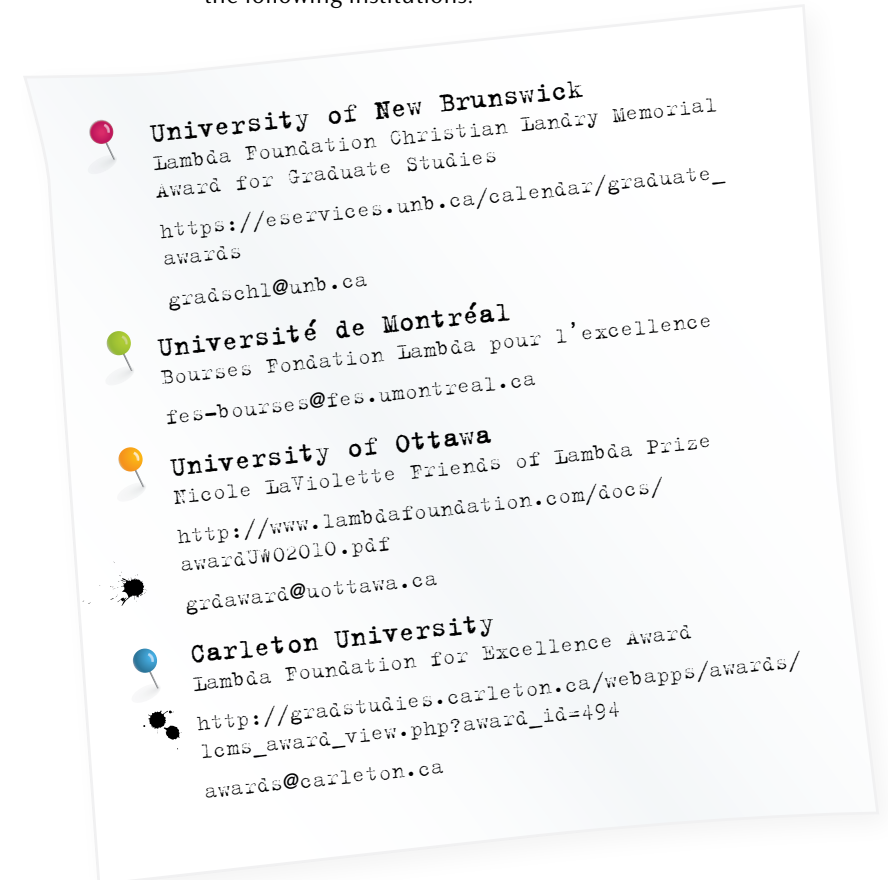 the following institutions:
University of New Brunswick
Lambda Foundation Christian Landry Memorial
Award for Graduate Studies
https://eservices.unb.ca/calendar/graduate_
awards
gradschl@unb.ca
Université de Montréal
Bourses Fondation Lambda pour l'excellence
fes-bourses@fes.umontreal.ca
University of Ottawa
Nicole LaViolette Friends of Lambda Prize
http://www.lambdafoundation.com/docs/
awardUWO2010.pdf
grdaward@uottawa.ca
Carleton University
Lambda Foundation for Excellence Award
http://gradstudies.carleton.ca/webapps/awards/
lcms_award_view.php?award_id=494
awards@carleton.ca